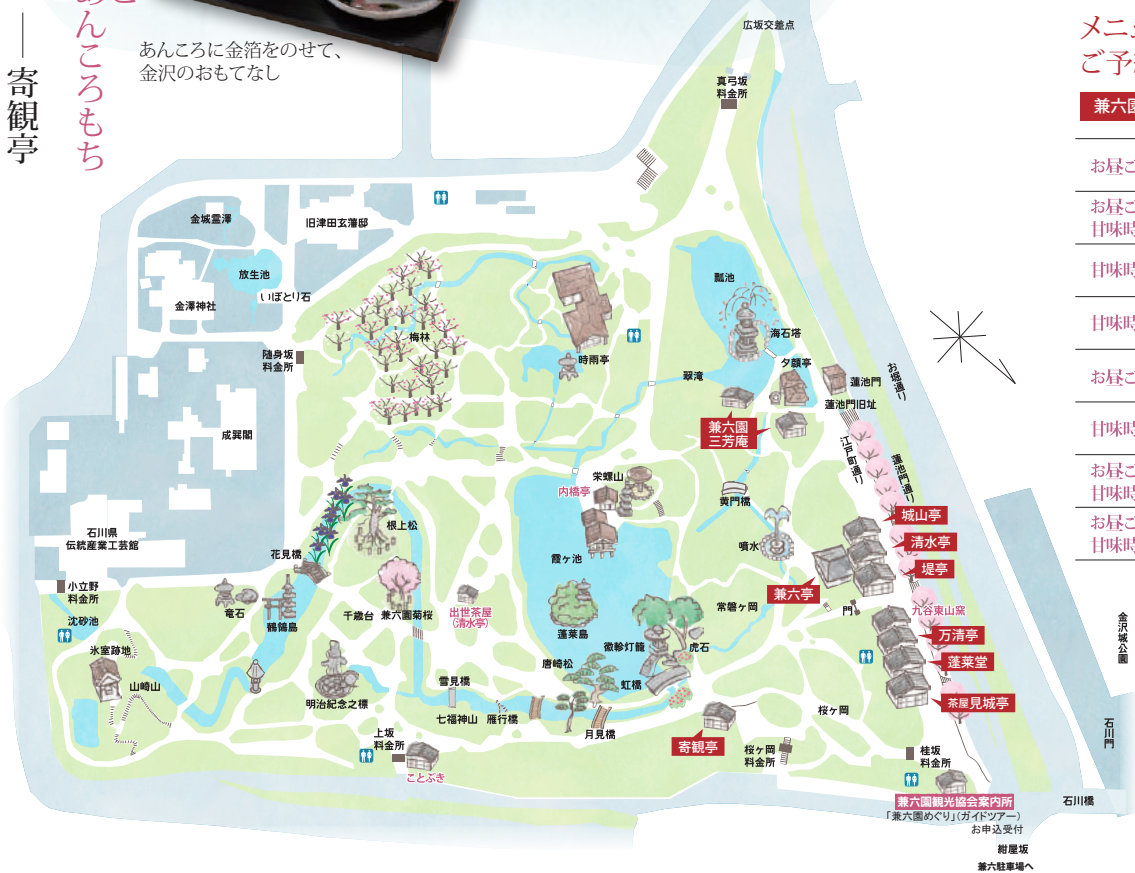 あんころもち
――寄観亭
あんころに金箔をのせて、
金沢のおもてなし
メニュ
ご予
兼六園
お昼ご
お昼ご
甘味時
甘味時
甘味時
お昼ご
甘味時
お昼ご
甘味時
お昼ご
甘味時
広坂交差点
真弓坂
料金所
金城霊澤
旧津田玄蕃邸
放生池
いぼとり石
金澤神社
随身坂
料金所
梅林
時雨亭
瓢池
海石塔
翠滝
夕顔亭
蓮池門
蓮池門旧址
お堀通り
兼六園
三芳庵
江戸町通り
蓮池門通り
成巽閣
石川県
伝統産業工芸館
栄螺山
内橋亭
黄門橋
城山亭
清水亭
堤亭
噴水
霞ヶ池
根上松
花見橋
小立野
料金所
沈砂池
竜石
鶺鴒島
千歳台
兼六園菊桜
出世茶屋
(清水亭)
蓬莱島
兼六亭
常磐ヶ岡
門
九谷東山窯
万清亭
蓬莱堂
茶屋見城亭
金沢城公園
氷室跡地
山崎山
明治紀念之標
雪見橋
唐崎松
徽軫灯籠
虎石
虹橋
七福神山
雁行橋
月見橋
寄観亭
桜ヶ岡
桜ヶ岡
料金所
上坂
料金所
ことぶき
桂坂
料金所
石川門
石川橋
兼六園観光協会案内所
「兼六園めぐり」(ガイドツアー)
お申込受付
紺屋坂
兼六駐車場へ